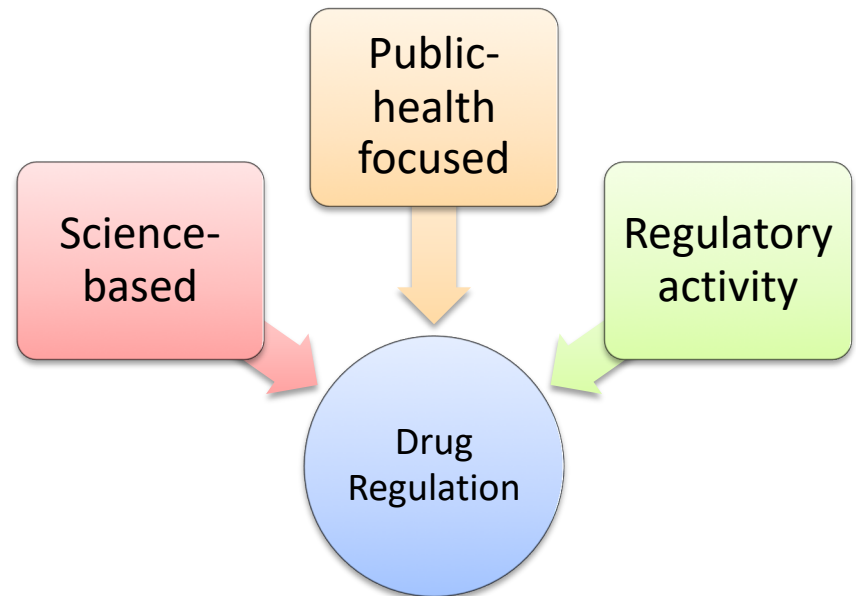 Public-
health
focused
Science-
based
Regulatory
activity
Drug
Regulation